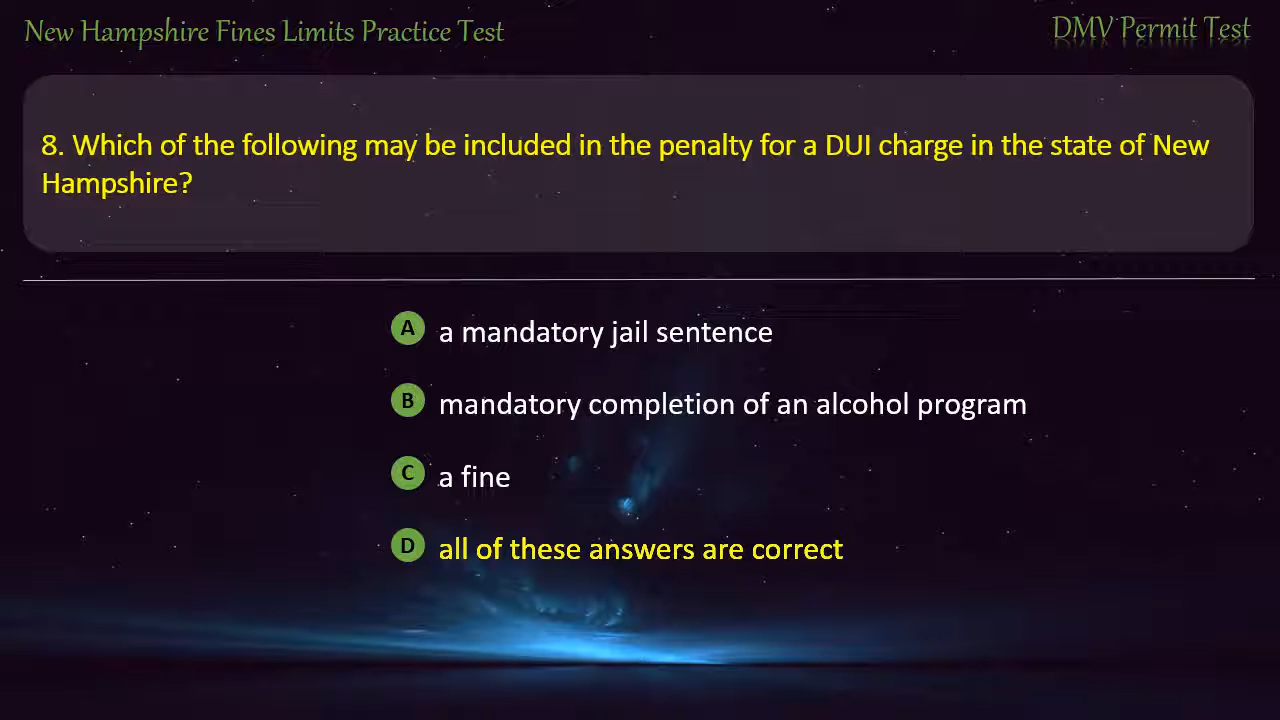 New Hampshire Fines Limits Practice Test
DMV Permit Test
8. Which of the following may be included in the penalty for a DUI charge in the state of New
Hampshire?
A a mandatory jail sentence
B mandatory completion of an alcohol program
C a fine
D all of these answers are correct